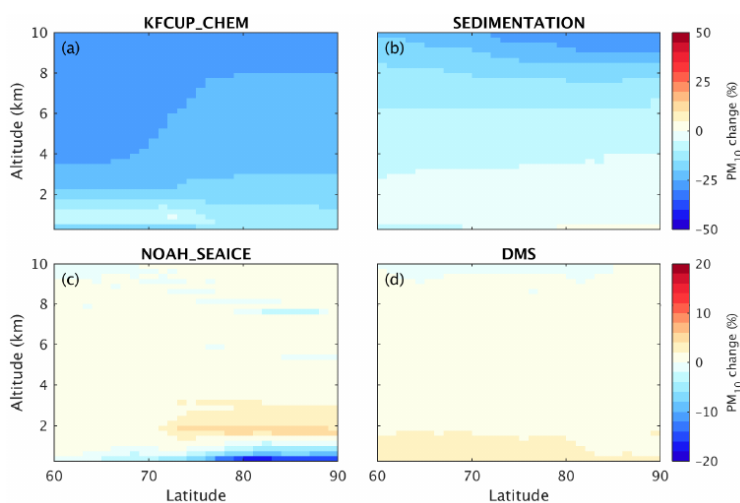 KFCUP_CHEM
SEDIMENTATION
(a)
(b)
10
8
6
4
2
Altitude (km)
50
25
0
−25
−50
PM10 change (%)
NOAH_SEAICE
DMS
(c)
(d)
10
8
6
4
2
Altitude (km)
60
70
80
90
Latitude
60
70
80
90
Latitude
20
10
0
−10
−20
PM10 change (%)